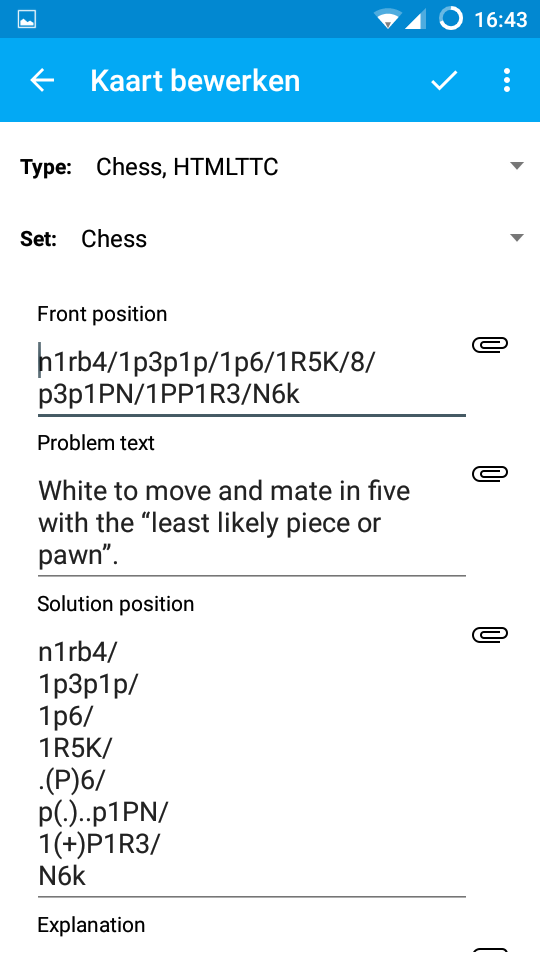 16:43
Kaart bewerken
Type: Chess, HTMLTTC
Set: Chess
Front position
n1rb4/1p3p1p/1p6/1R5K/8/
p3p1PN/1PP1R3/N6k
Problem text
White to move and mate in five
with the “least likely piece or
pawn”.
Solution position
n1rb4/
1p3p1p/
1p6/
1R5K/
.(P)6/
p(.)..p1PN/
1(+)P1R3/
N6k
Explanation